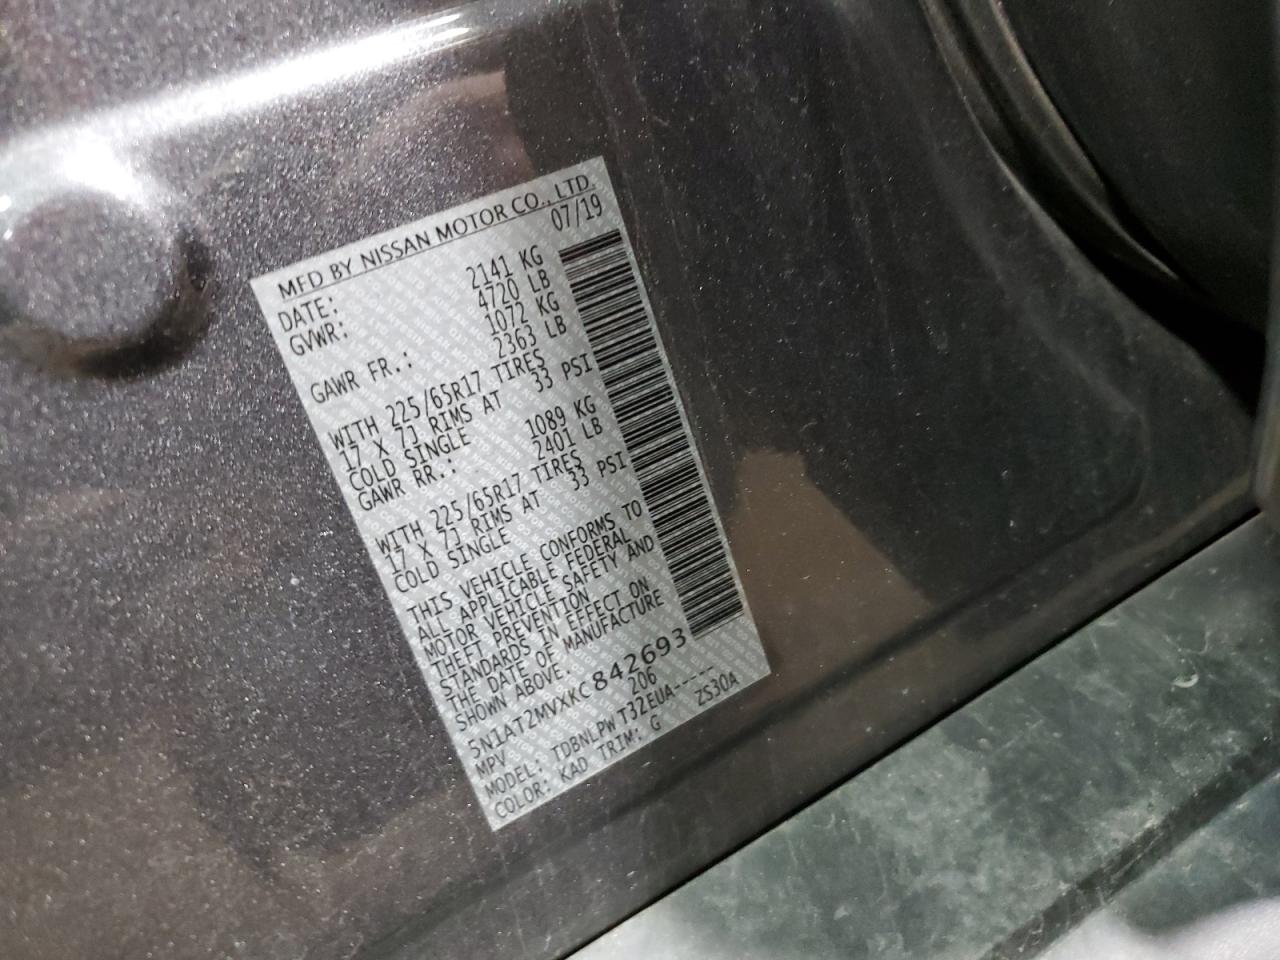 MFD BY NISSAN MOTOR CO., LTD.
DATE: 07/19
GVWR: 2141 KG
4720 LB
GAWR FR.: 1072 KG
2363 LB
WITH 225/65R17 TIRES
17 X 7J RIMS AT 33 PSI
COLD SINGLE
GAWR RR.: 1089 KG
2401 LB
WITH 225/65R17 TIRES
17 X 7J RIMS AT 33 PSI
COLD SINGLE
THIS VEHICLE CONFORMS TO
ALL APPLICABLE FEDERAL
MOTOR VEHICLE SAFETY AND
THEFT PREVENTION
STANDARDS IN EFFECT ON
THE DATE OF MANUFACTURE
SHOWN ABOVE.
5N1AT2MVXKC842693
MPV 206
MODEL: TDBNLPWT32EUA-----
COLOR: KAD TRIM: G ZS30A